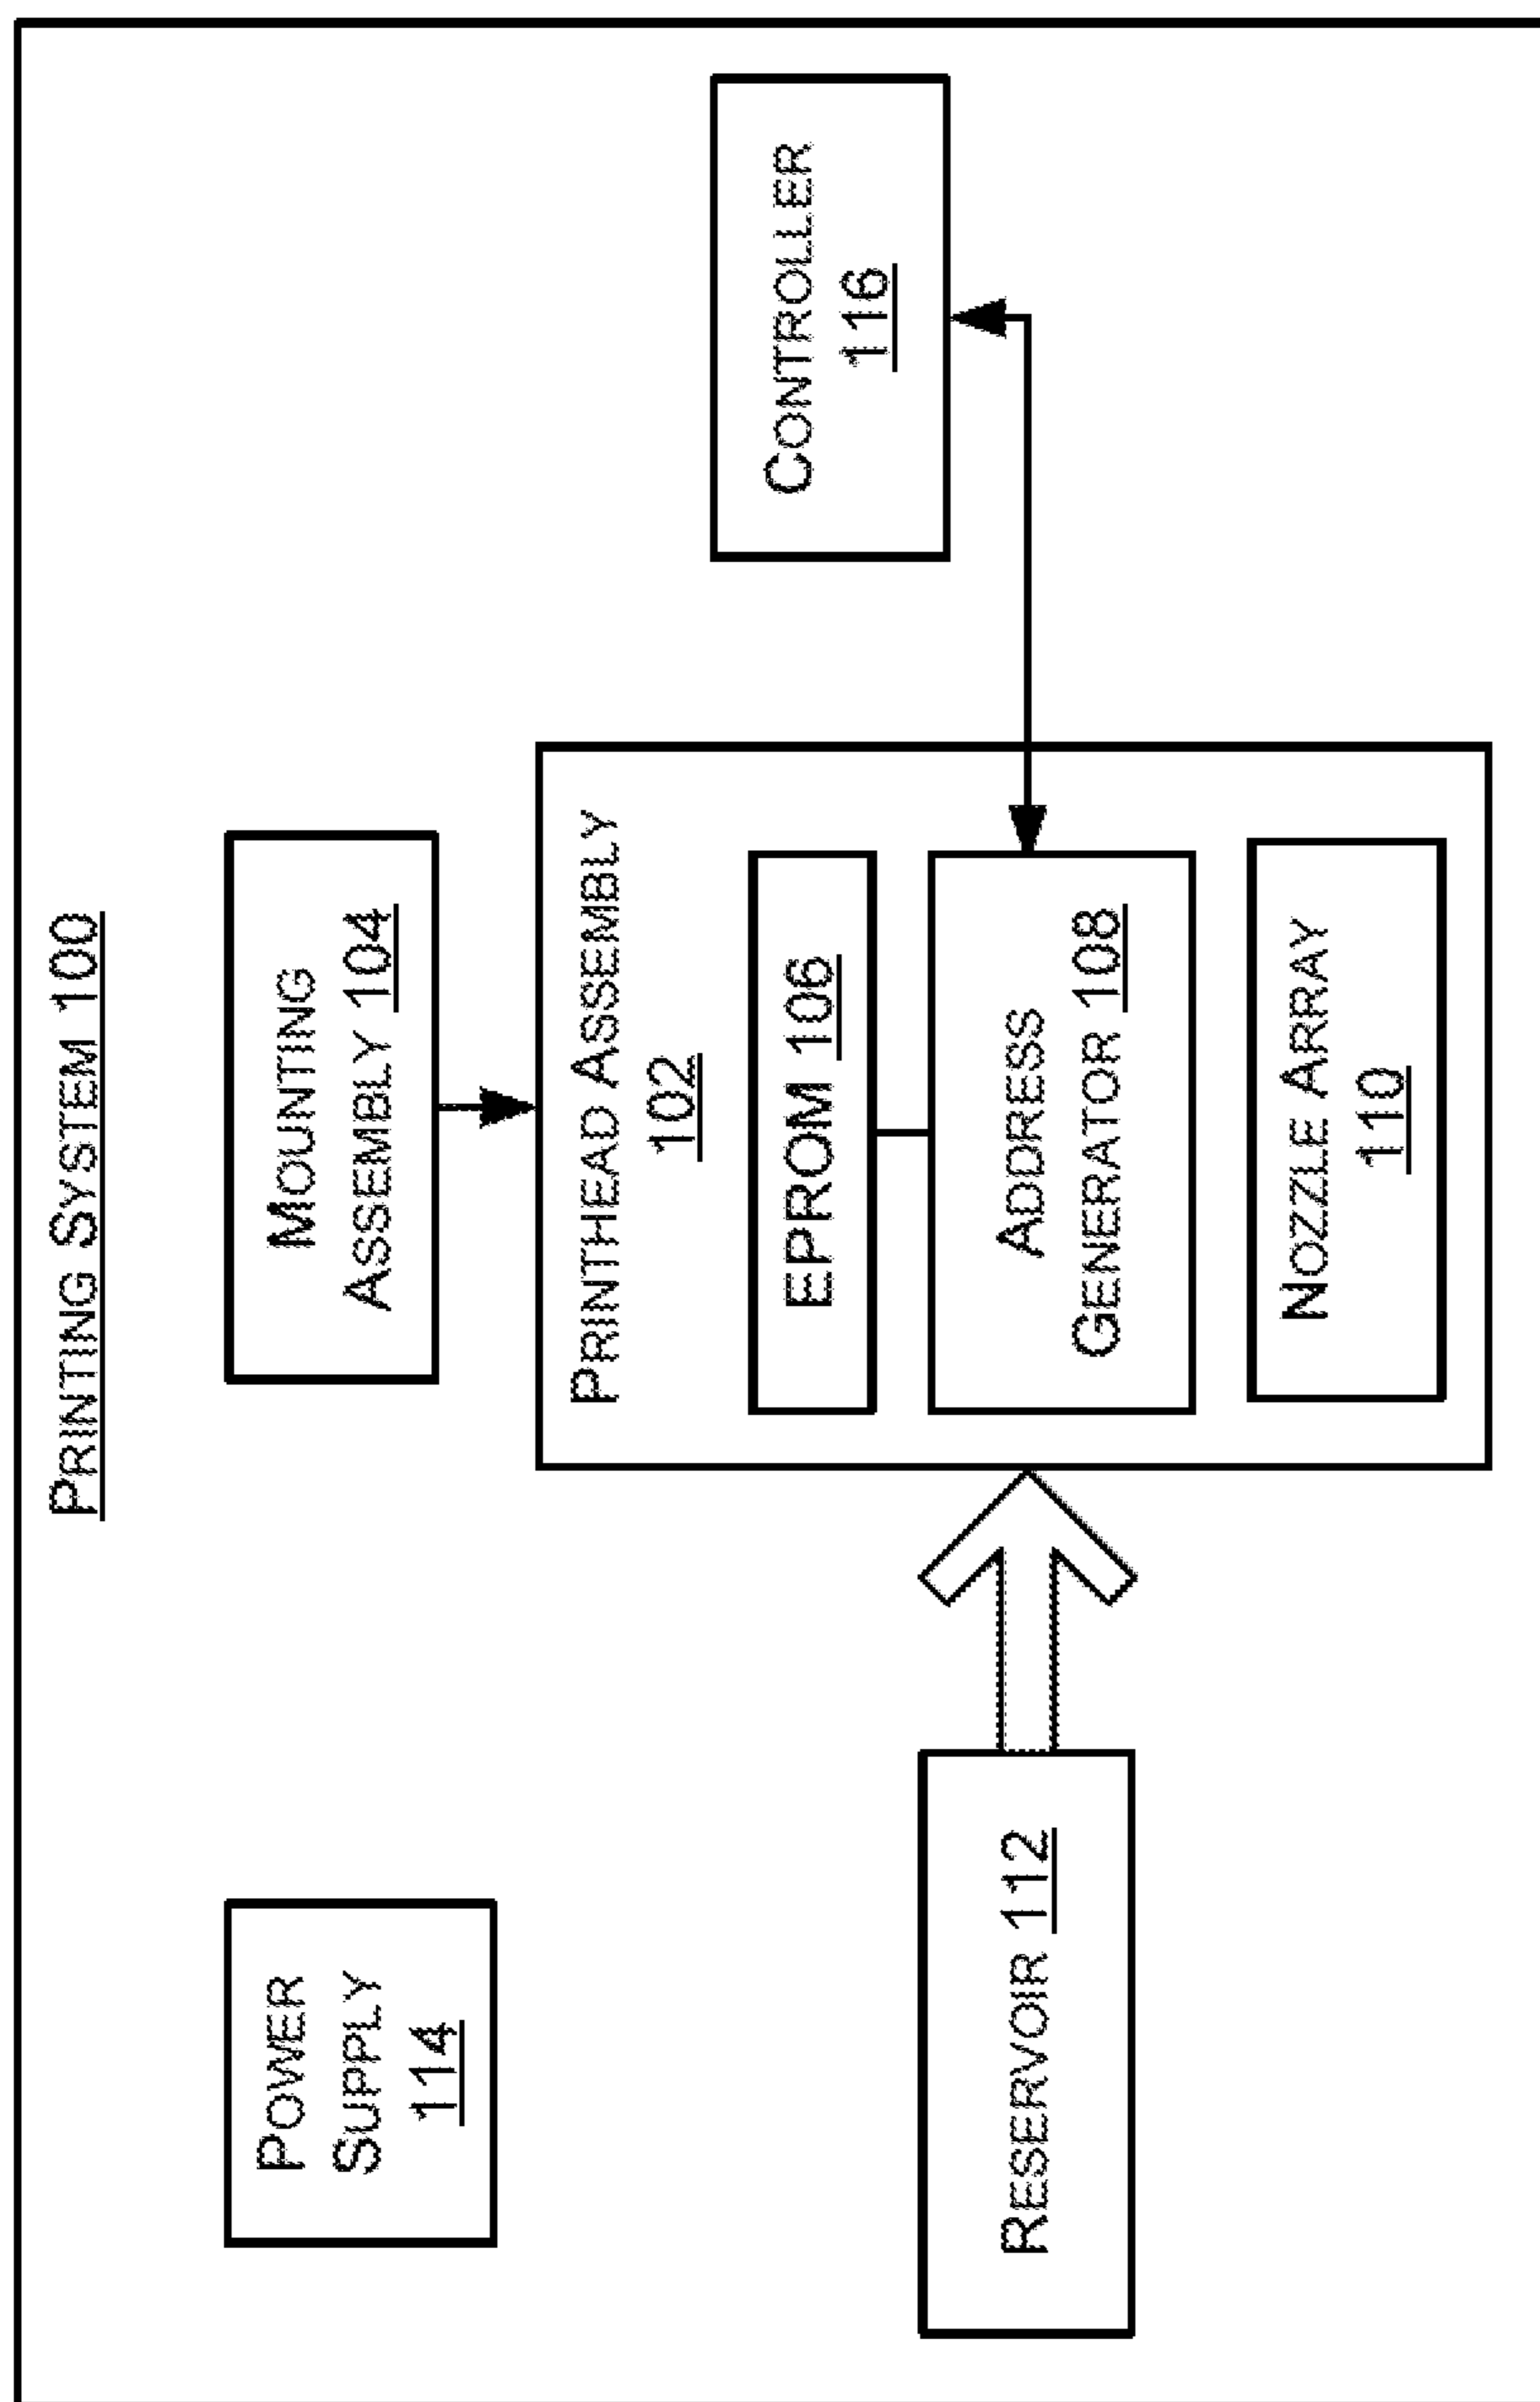 PRINTING SYSTEM 100
POWER
SUPPLY
114
MOUNTING
ASSEMBLY 104
CONTROLLER
116
PRINTHEAD ASSEMBLY
102
EPROM 106
ADDRESS
GENERATOR 108
NOZZLE ARRAY
110
RESERVOIR 112